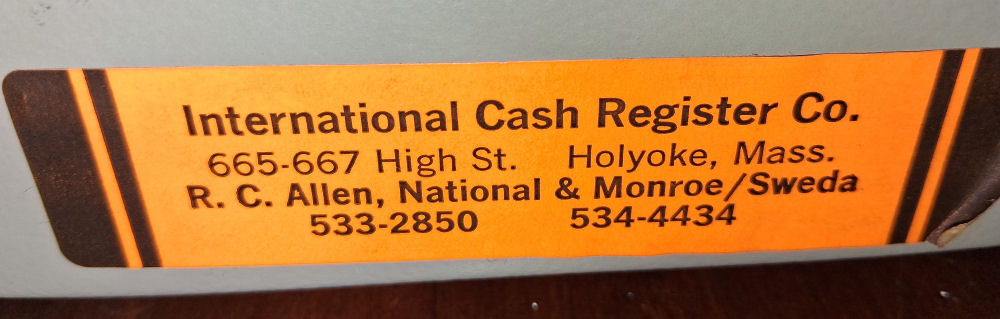 International Cash Register Co.
665-667 High St. Holyoke, Mass.
R. C. Allen, National & Monroe/Sweda
533-2850 534-4434